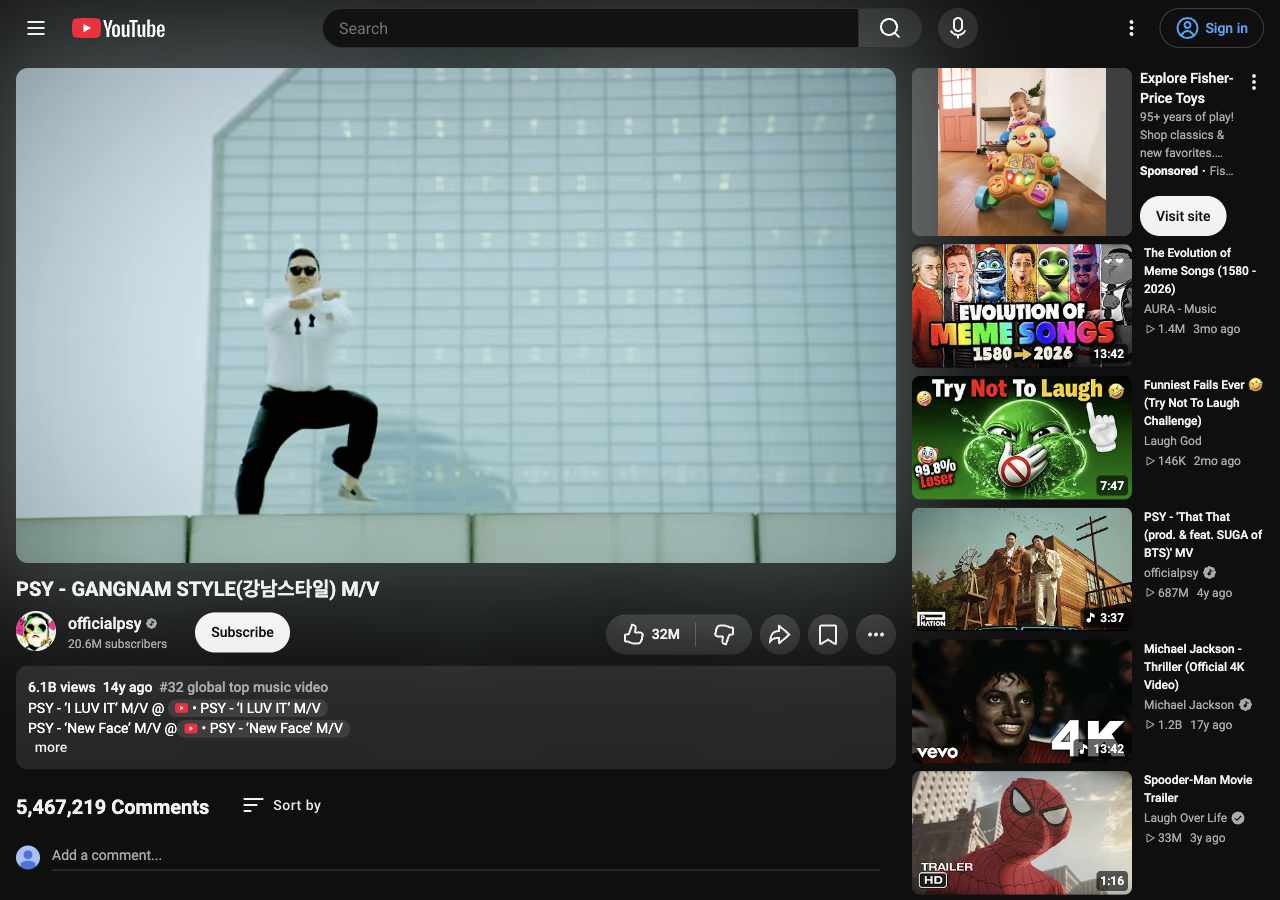 YouTube
Search
Sign in
PSY - GANGNAM STYLE(강남스타일) M/V
officialpsy
20.6M subscribers
Subscribe
32M
6.1B views 14y ago #32 global top music video
PSY - ‘I LUV IT’ M/V @ • PSY - ‘I LUV IT’ M/V
PSY - ‘New Face’ M/V @ • PSY - ‘New Face’ M/V
more
5,467,219 Comments
Sort by
Add a comment...
Explore Fisher-
Price Toys
95+ years of play!
Shop classics &
new favorites....
Sponsored · Fis...
Visit site
EVOLUTION OF
MEME SONGS
1580 → 2026
13:42
The Evolution of
Meme Songs (1580 -
2026)
AURA - Music
1.4M 3mo ago
Try Not To Laugh
99.8%
Loser
7:47
Funniest Fails Ever 🤣
(Try Not To Laugh
Challenge)
Laugh God
146K 2mo ago
P NATION
3:37
PSY - 'That That
(prod. & feat. SUGA of
BTS)' MV
officialpsy
687M 4y ago
vevo
4K
13:42
Michael Jackson -
Thriller (Official 4K
Video)
Michael Jackson
1.2B 17y ago
TRAILER
HD
1:16
Spooder-Man Movie
Trailer
Laugh Over Life
33M 3y ago